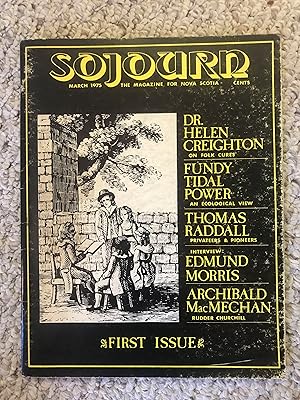 SOJOURN
MARCH 1975 THE MAGAZINE FOR NOVA SCOTIA CENTS
DR.
HELEN
CREIGHTON
ON FOLK CURES
FUNDY
TIDAL
POWER
AN ECOLOGICAL VIEW
THOMAS
RADDALL
PRIVATEERS & PIONEERS
INTERVIEW:
EDMUND
MORRIS
ARCHIBALD
MacMECHAN
RUDDER CHURCHILL
FIRST ISSUE